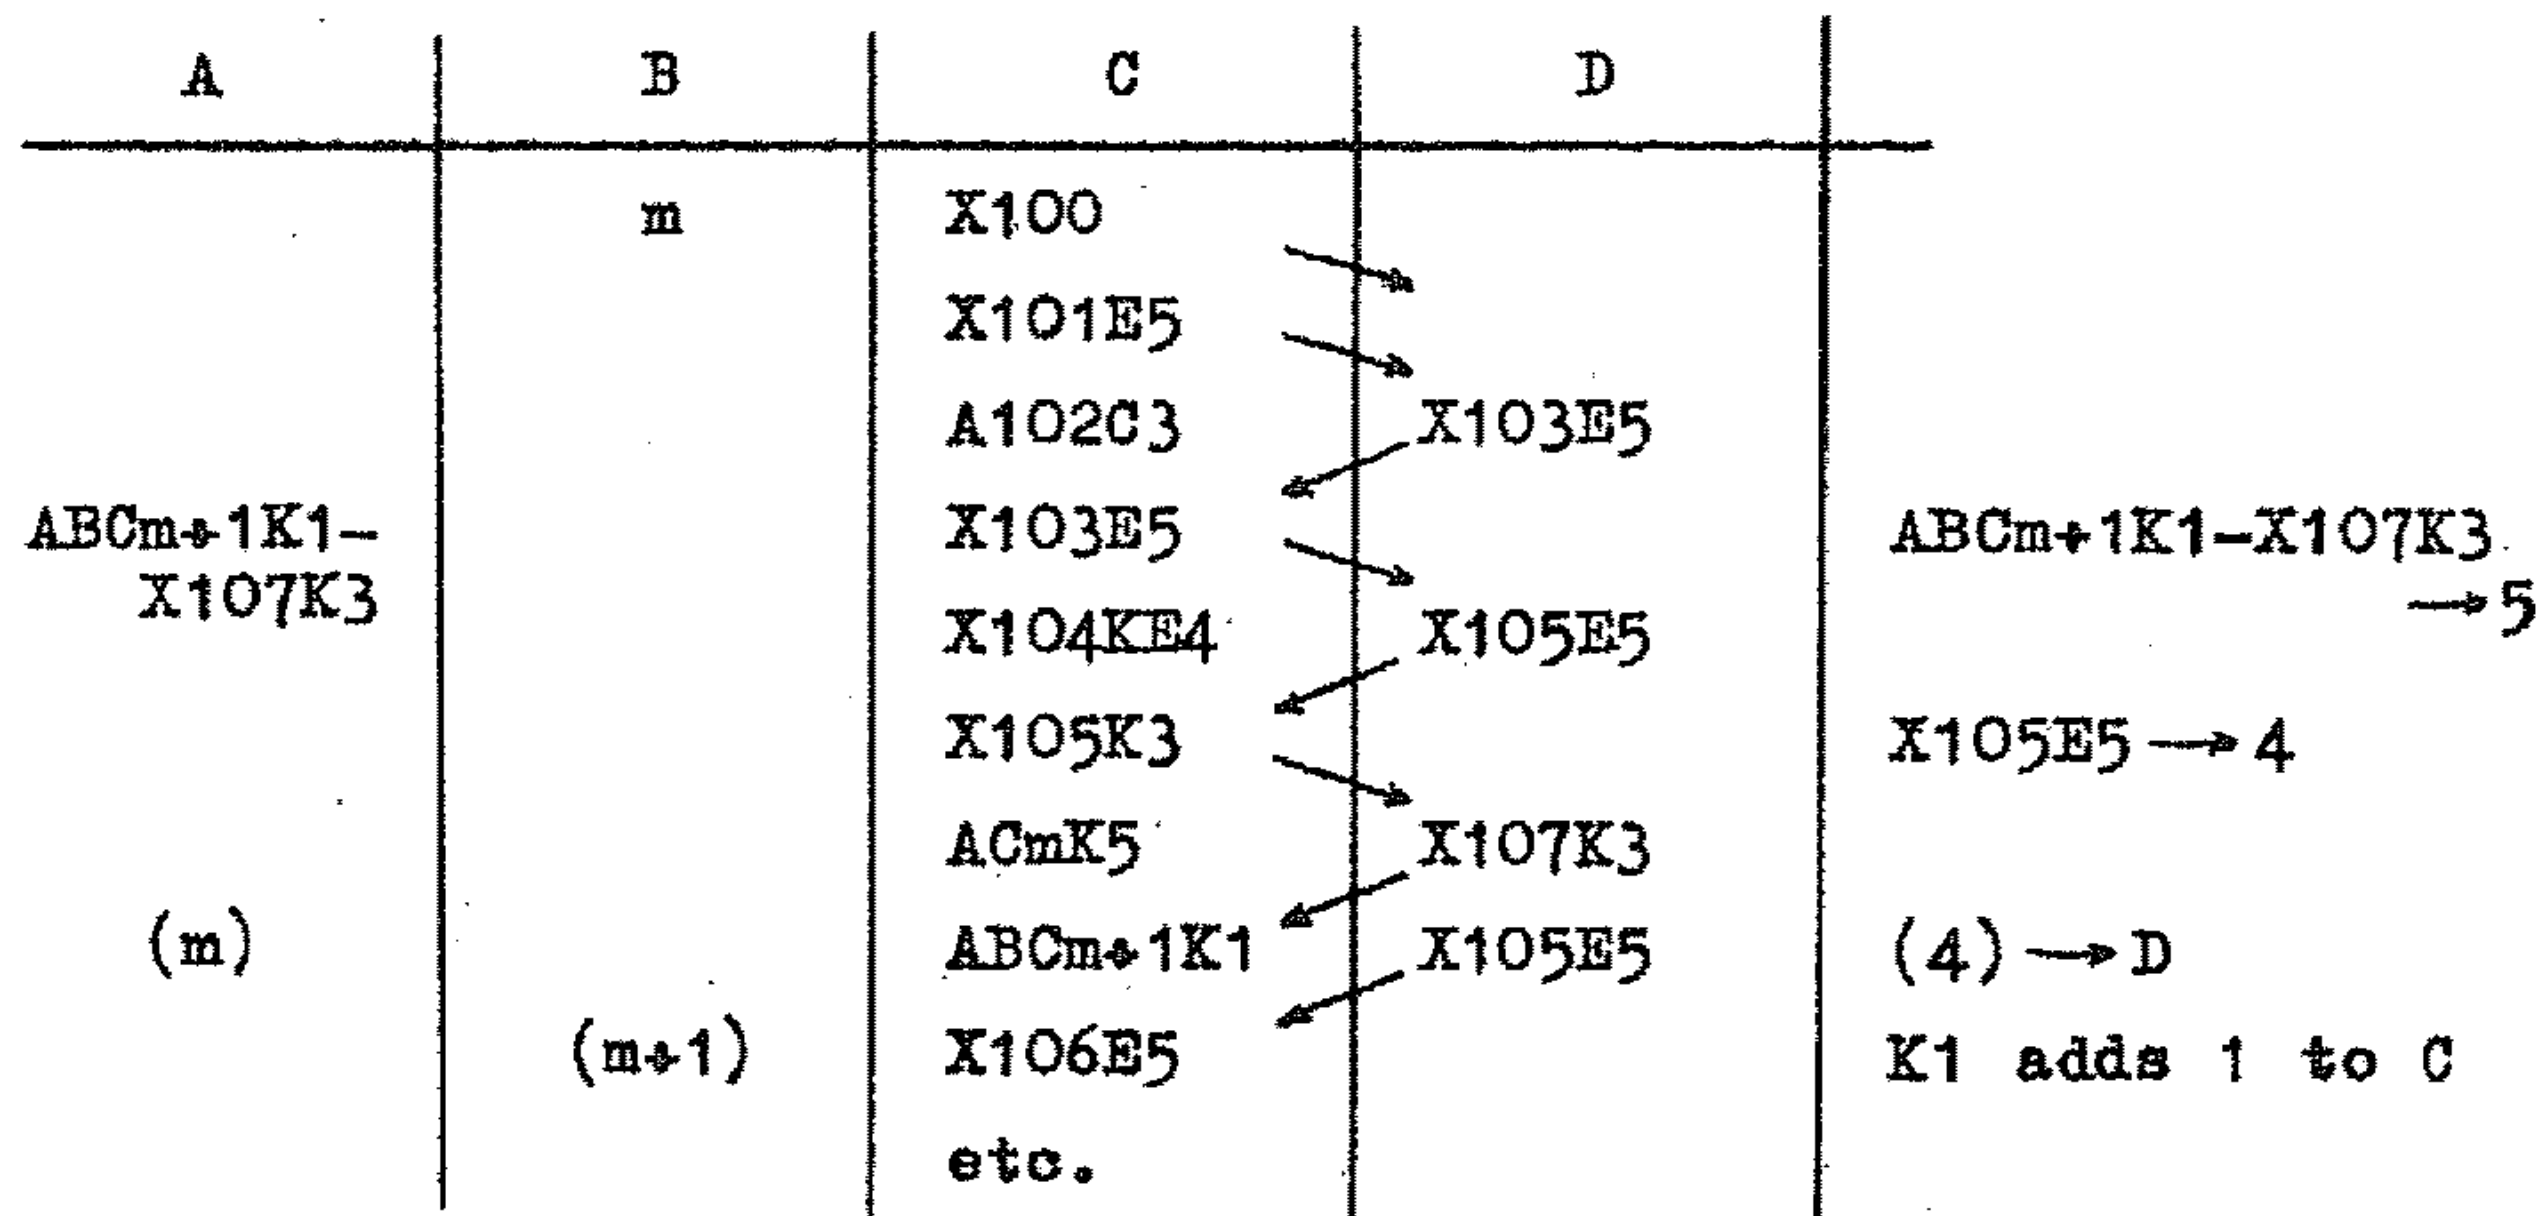 A B C D
m X100
X101E5
A102C3 X103E5
ABCm+1K1- X103E5 ABCm+1K1-X107K3
X107K3 → 5
X104KE4 X105E5
X105K3 X105E5 → 4
ACmK5 X107K3
(m) ABCm+1K1 X105E5 (4) → D
(m+1) X106E5 K1 adds 1 to C
etc.